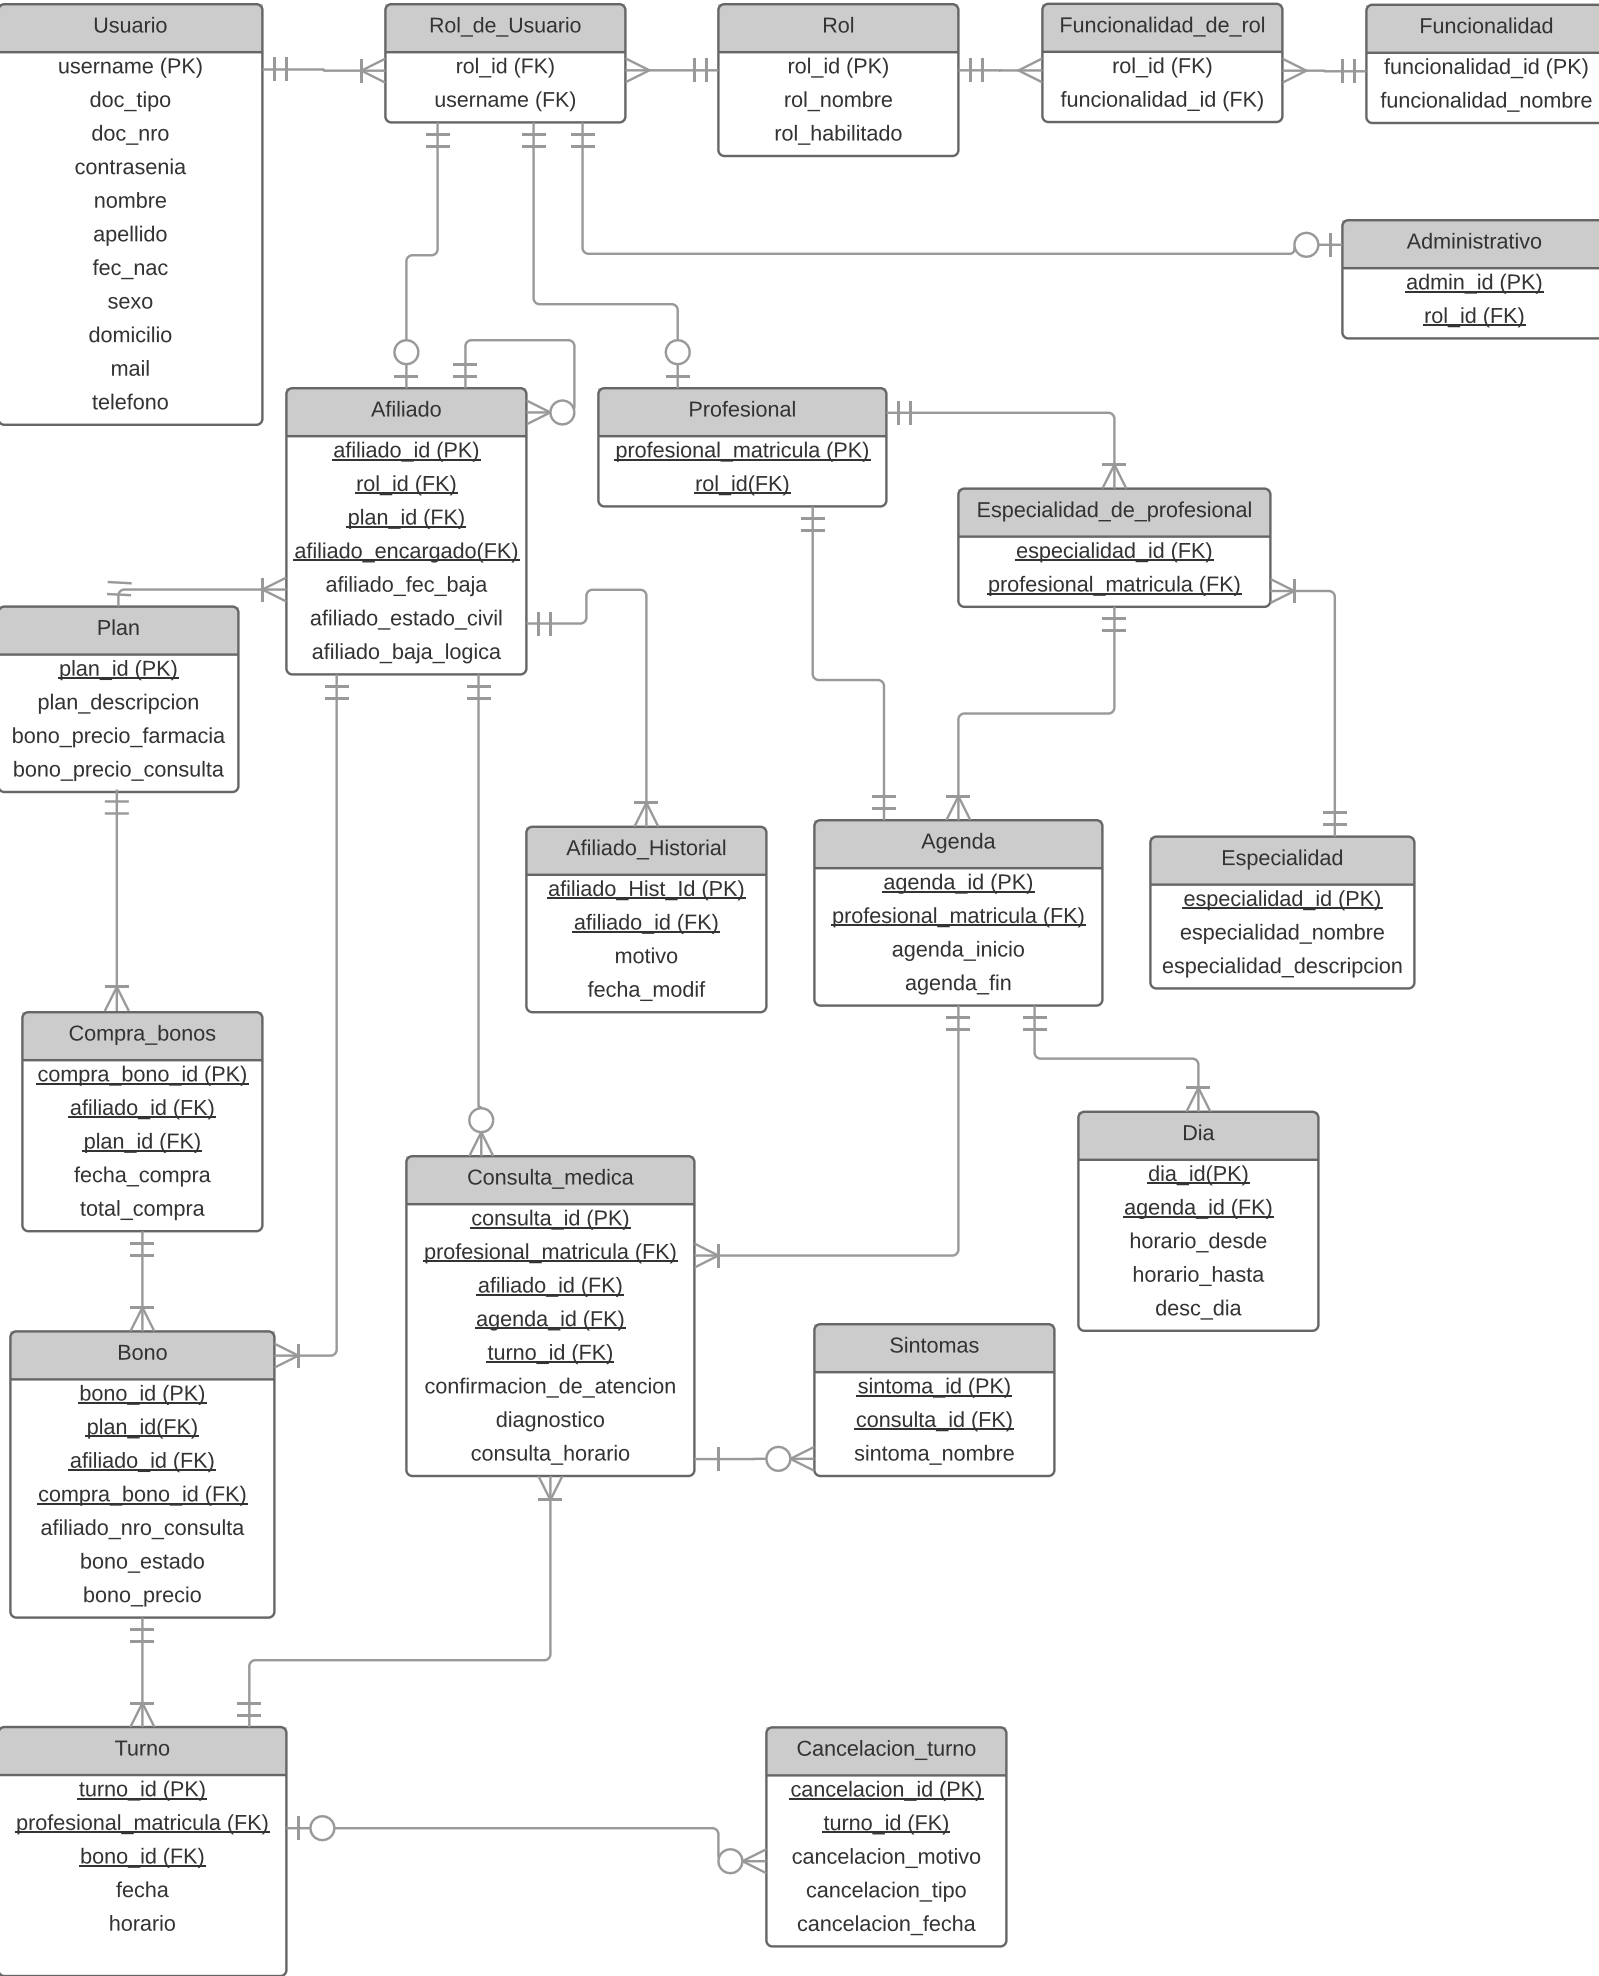 Usuario
username (PK)
doc_tipo
doc_nro
contrasenia
nombre
apellido
fec_nac
sexo
domicilio
mail
telefono
Rol_de_Usuario
rol_id (FK)
username (FK)
Rol
rol_id (PK)
rol_nombre
rol_habilitado
Funcionalidad_de_rol
rol_id (FK)
funcionalidad_id (FK)
Funcionalidad
funcionalidad_id (PK)
funcionalidad_nombre
Administrativo
admin_id (PK)
rol_id (FK)
Afiliado
afiliado_id (PK)
rol_id (FK)
plan_id (FK)
afiliado_encargado(FK)
afiliado_fec_baja
afiliado_estado_civil
afiliado_baja_logica
Profesional
profesional_matricula (PK)
rol_id(FK)
Especialidad_de_profesional
especialidad_id (FK)
profesional_matricula (FK)
Plan
plan_id (PK)
plan_descripcion
bono_precio_farmacia
bono_precio_consulta
Afiliado_Historial
afiliado_Hist_Id (PK)
afiliado_id (FK)
motivo
fecha_modif
Agenda
agenda_id (PK)
profesional_matricula (FK)
agenda_inicio
agenda_fin
Especialidad
especialidad_id (PK)
especialidad_nombre
especialidad_descripcion
Compra_bonos
compra_bono_id (PK)
afiliado_id (FK)
plan_id (FK)
fecha_compra
total_compra
Consulta_medica
consulta_id (PK)
profesional_matricula (FK)
afiliado_id (FK)
agenda_id (FK)
turno_id (FK)
confirmacion_de_atencion
diagnostico
consulta_horario
Dia
dia_id(PK)
agenda_id (FK)
horario_desde
horario_hasta
desc_dia
Sintomas
sintoma_id (PK)
consulta_id (FK)
sintoma_nombre
Bono
bono_id (PK)
plan_id(FK)
afiliado_id (FK)
compra_bono_id (FK)
afiliado_nro_consulta
bono_estado
bono_precio
Turno
turno_id (PK)
profesional_matricula (FK)
bono_id (FK)
fecha
horario
Cancelacion_turno
cancelacion_id (PK)
turno_id (FK)
cancelacion_motivo
cancelacion_tipo
cancelacion_fecha